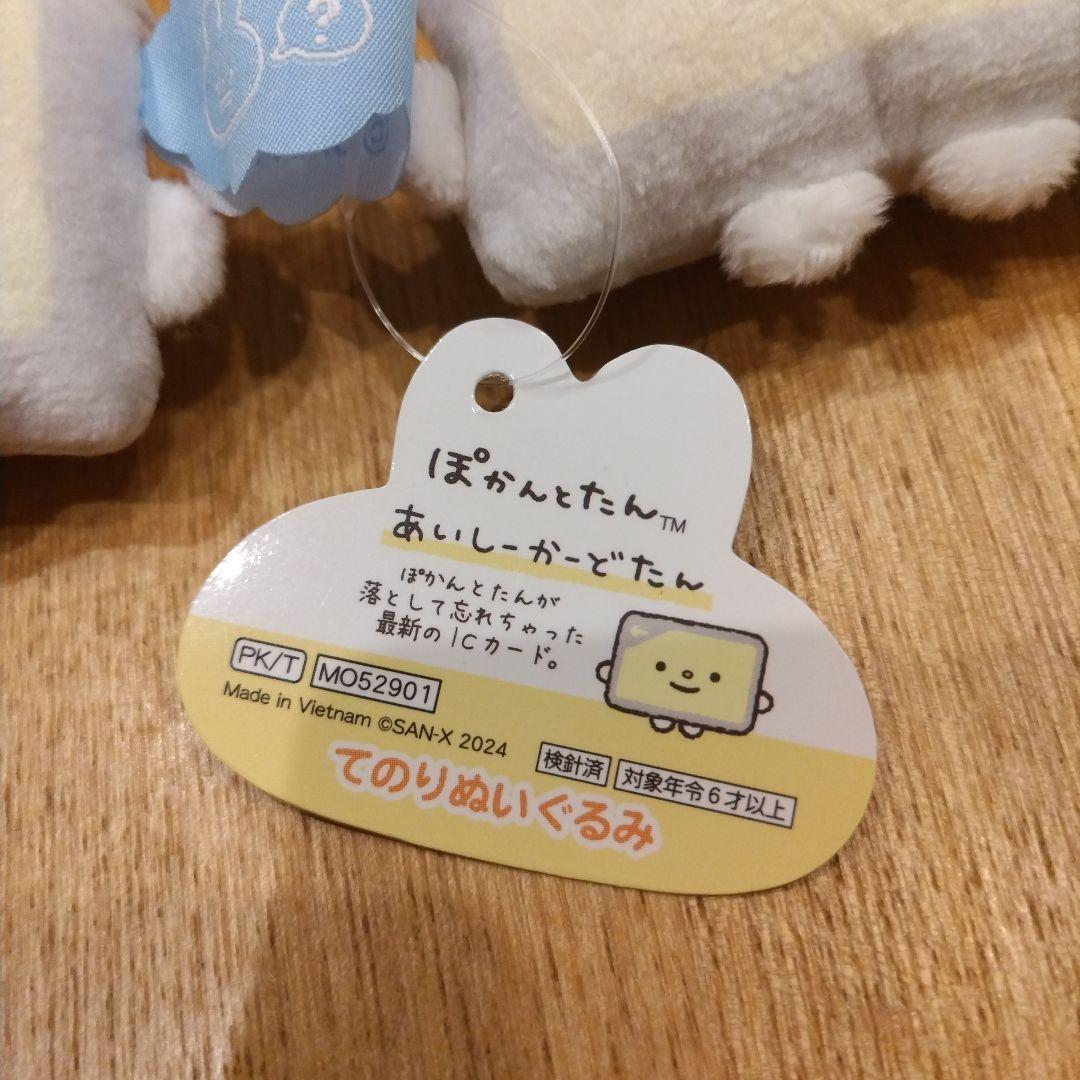 ?
ぽかんとたん™
あいしーかーどたん
ぽかんとたんが
落として忘れちゃった
最新のICカード。
PK/T MO52901
Made in Vietnam ©SAN-X 2024
検針済 対象年令6才以上
てのりぬいぐるみ